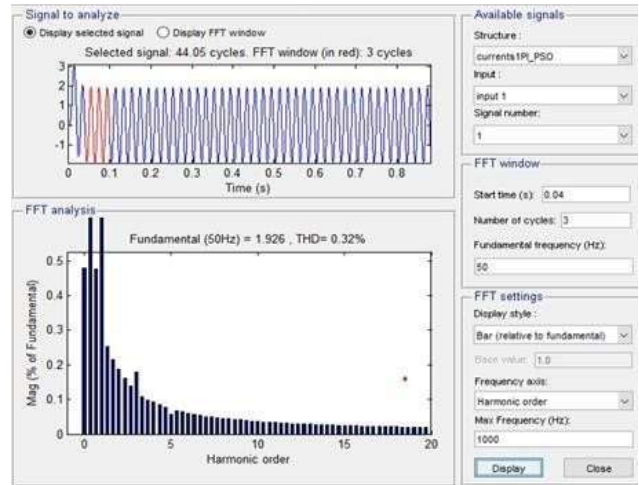 Signal to analyze
Display selected signal Display FFT window
Selected signal: 44.05 cycles. FFT window (in red): 3 cycles
3
2
1
0
-1
0 0.1 0.2 0.3 0.4 0.5 0.6 0.7 0.8
Time (s)
FFT analysis
Fundamental (50Hz) = 1.926 , THD= 0.32%
0.5
0.4
0.3
0.2
0.1
0
Mag (% of Fundamental)
0 5 10 15 20
Harmonic order
Available signals
Structure :
currents1PI_PSO
Input :
input 1
Signal number:
1
FFT window
Start time (s): 0.04
Number of cycles: 3
Fundamental frequency (Hz):
50
FFT settings
Display style :
Bar (relative to fundamental)
Base value: 1.0
Frequency axis:
Harmonic order
Max Frequency (Hz):
1000
Display Close